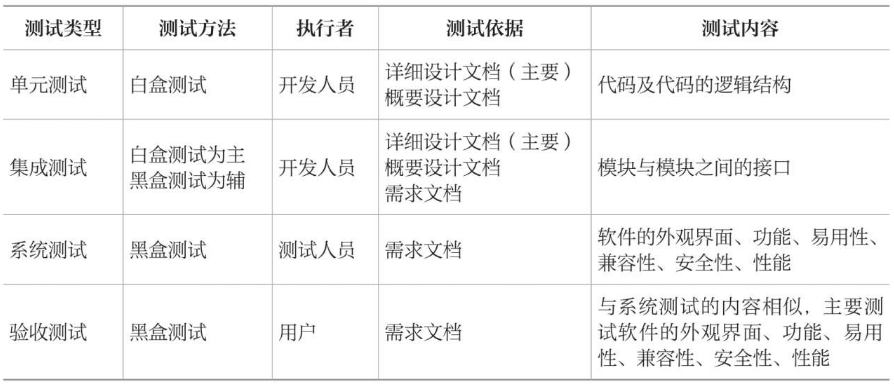 测试类型 测试方法 执行者 测试依据 测试内容
单元测试 白盒测试 开发人员 详细设计文档（主要） 代码及代码的逻辑结构
概要设计文档
集成测试 白盒测试为主 开发人员 详细设计文档（主要） 模块与模块之间的接口
黑盒测试为辅 概要设计文档
需求文档
系统测试 黑盒测试 测试人员 需求文档 软件的外观界面、功能、易用性、
兼容性、安全性、性能
验收测试 黑盒测试 用户 需求文档 与系统测试的内容相似，主要测
试软件的外观界面、功能、易用
性、兼容性、安全性、性能